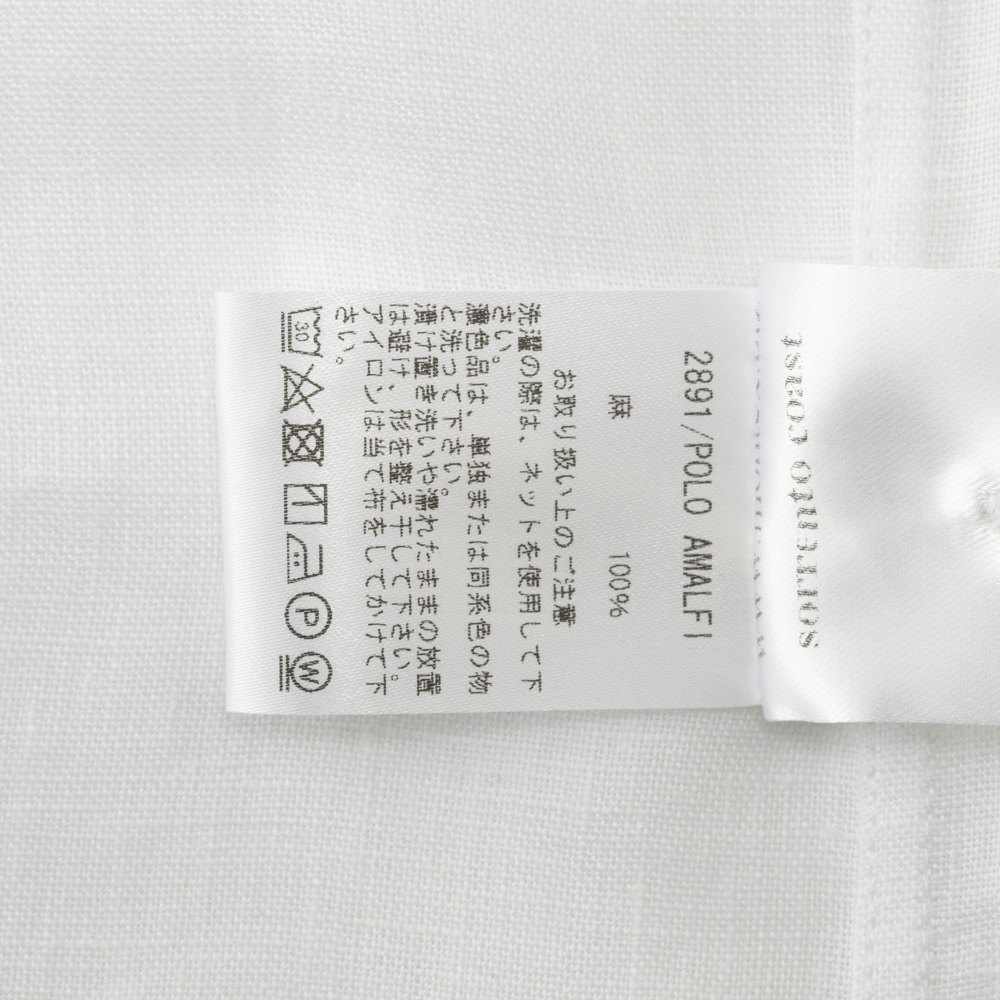 SORRENTO COAST
2891/POLO AMALFI
麻 100%
お取り扱い上のご注意
洗濯の際は、ネットを使用して下
さい。
濃色品は、単独または同系色の物
と洗って下さい。
漬け置き洗いや濡れたままの放置
は避け、形を整え干して下さい。
アイロンは当て布をしてかけて下
さい。
30
P
W